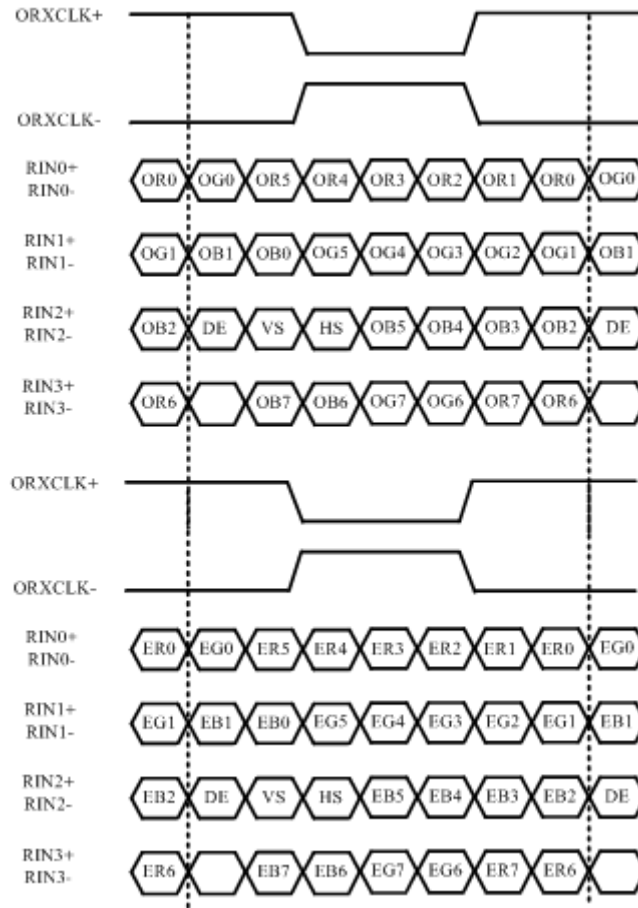 ORXCLK+
ORXCLK-
RIN0+
RIN0-
OR0 OG0 OR5 OR4 OR3 OR2 OR1 OR0 OG0
RIN1+
RIN1-
OG1 OB1 OB0 OG5 OG4 OG3 OG2 OG1 OB1
RIN2+
RIN2-
OB2 DE VS HS OB5 OB4 OB3 OB2 DE
RIN3+
RIN3-
OR6 OB7 OB6 OG7 OG6 OR7 OR6
ORXCLK+
ORXCLK-
RIN0+
RIN0-
ER0 EG0 ER5 ER4 ER3 ER2 ER1 ER0 EG0
RIN1+
RIN1-
EG1 EB1 EB0 EG5 EG4 EG3 EG2 EG1 EB1
RIN2+
RIN2-
EB2 DE VS HS EB5 EB4 EB3 EB2 DE
RIN3+
RIN3-
ER6 EB7 EB6 EG7 EG6 ER7 ER6